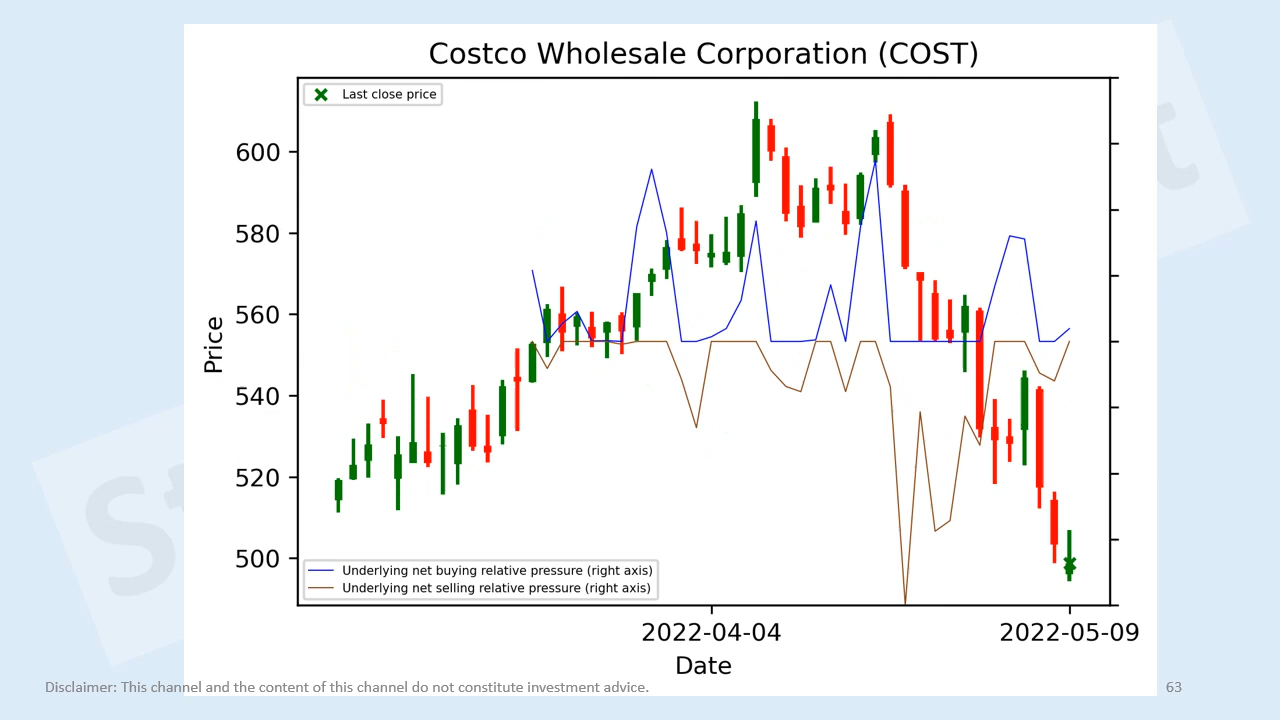 Costco Wholesale Corporation (COST)
Last close price
600
580
560
540
520
500
Price
Underlying net buying relative pressure (right axis)
Underlying net selling relative pressure (right axis)
2022-04-04
2022-05-09
Date
Disclaimer: This channel and the content of this channel do not constitute investment advice.
63